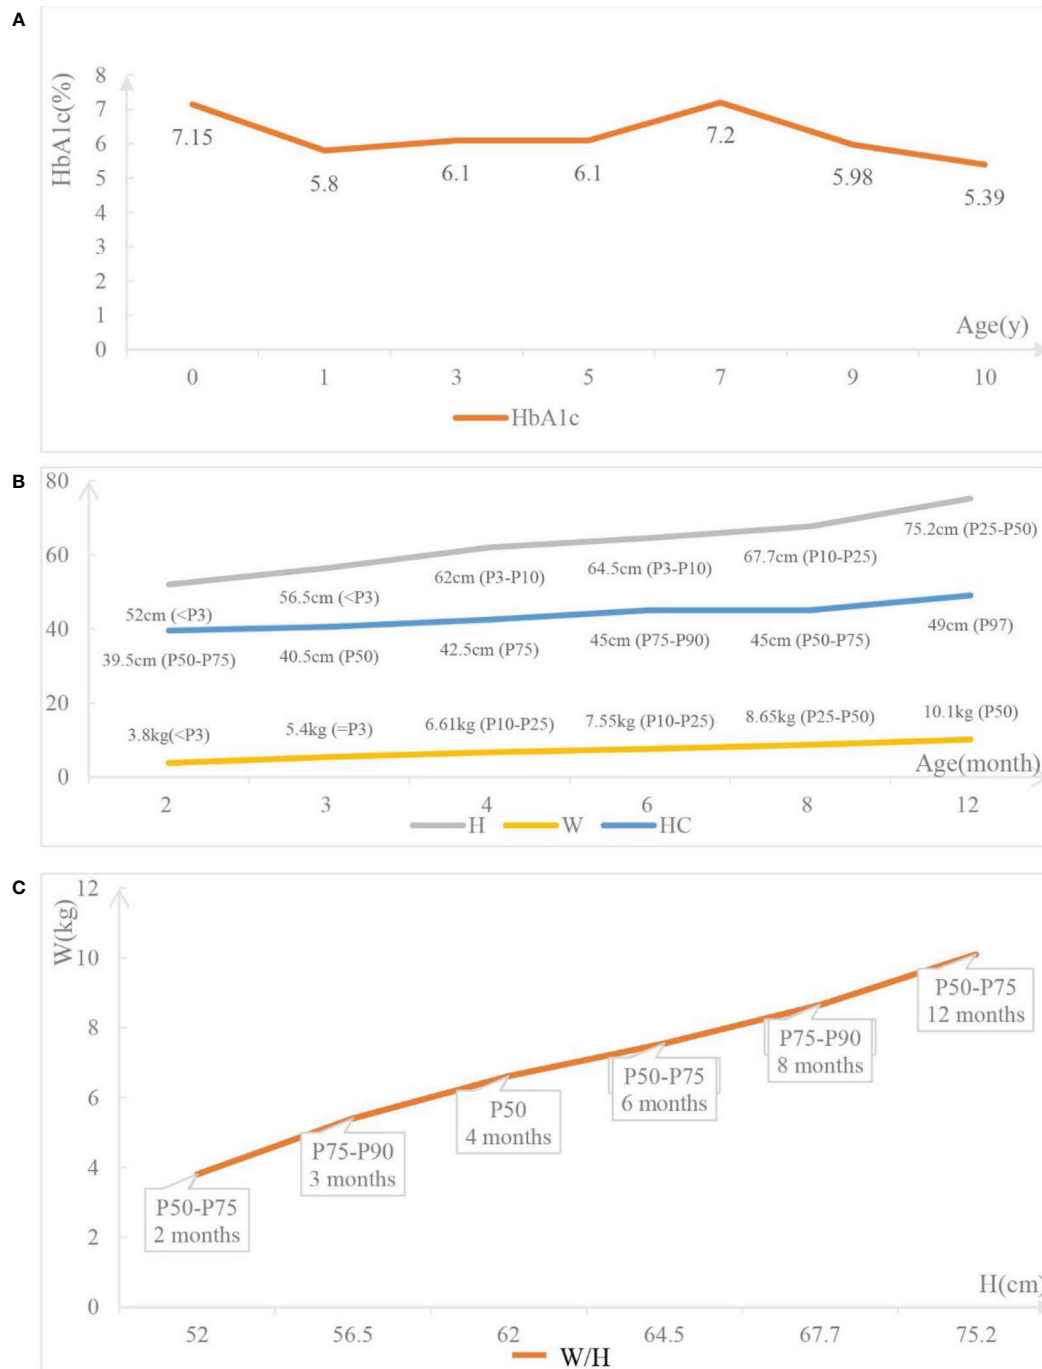 A
HbA1c(%)
8
7
6
5
4
3
2
1
0
7.15
5.8
6.1
6.1
7.2
5.98
5.39
Age(y)
0 1 3 5 7 9 10
HbA1c
B
80
60
40
20
0
52cm (<P3)
56.5cm (<P3)
62cm (P3-P10)
64.5cm (P3-P10)
67.7cm (P10-P25)
75.2cm (P25-P50)
39.5cm (P50-P75)
40.5cm (P50)
42.5cm (P75)
45cm (P75-P90)
45cm (P50-P75)
49cm (P97)
3.8kg(<P3)
5.4kg (=P3)
6.61kg (P10-P25)
7.55kg (P10-P25)
8.65kg (P25-P50)
10.1kg (P50)
Age(month)
2 3 4 6 8 12
H W HC
C
W(kg)
12
10
8
6
4
2
0
P50-P75
2 months
P75-P90
3 months
P50
4 months
P50-P75
6 months
P75-P90
8 months
P50-P75
12 months
H(cm)
52 56.5 62 64.5 67.7 75.2
W/H